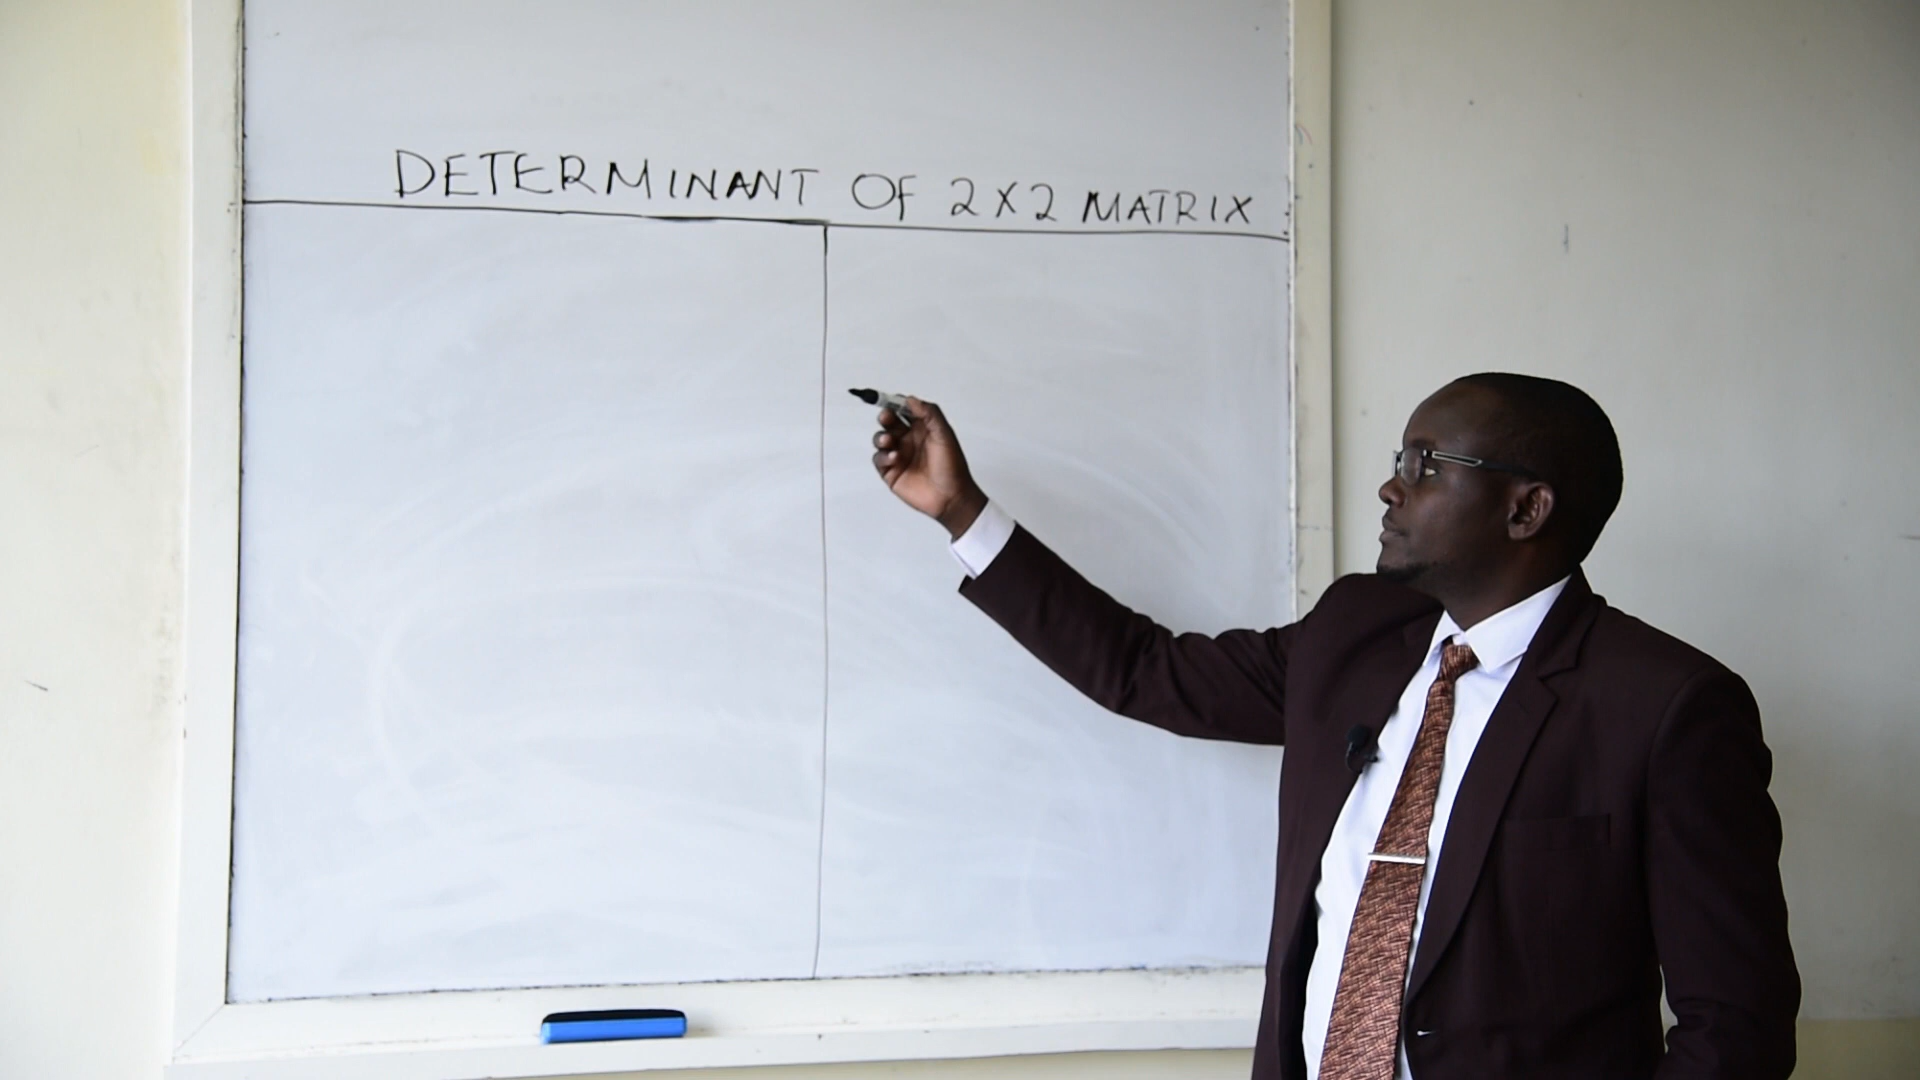 DETERMINANT OF 2X2 MATRIX